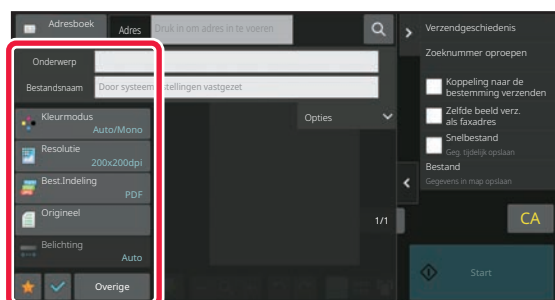 Adresboek
Adres
Druk in om adres in te voeren
Onderwerp
Bestandsnaam
Door systeem instellingen vastgezet
Kleurmodus
Auto/Mono
Resolutie
200x200dpi
Best.Indeling
PDF
Origineel
Belichting
Auto
Overige
Opties
1/1
Verzendgeschiedenis
Zoeknummer oproepen
Koppeling naar de
bestemming verzenden
Zelfde beeld verz.
als faxadres
Snelbestand
Geg. tijdelijk opslaan
Bestand
Gegevens in map opslaan
CA
Start